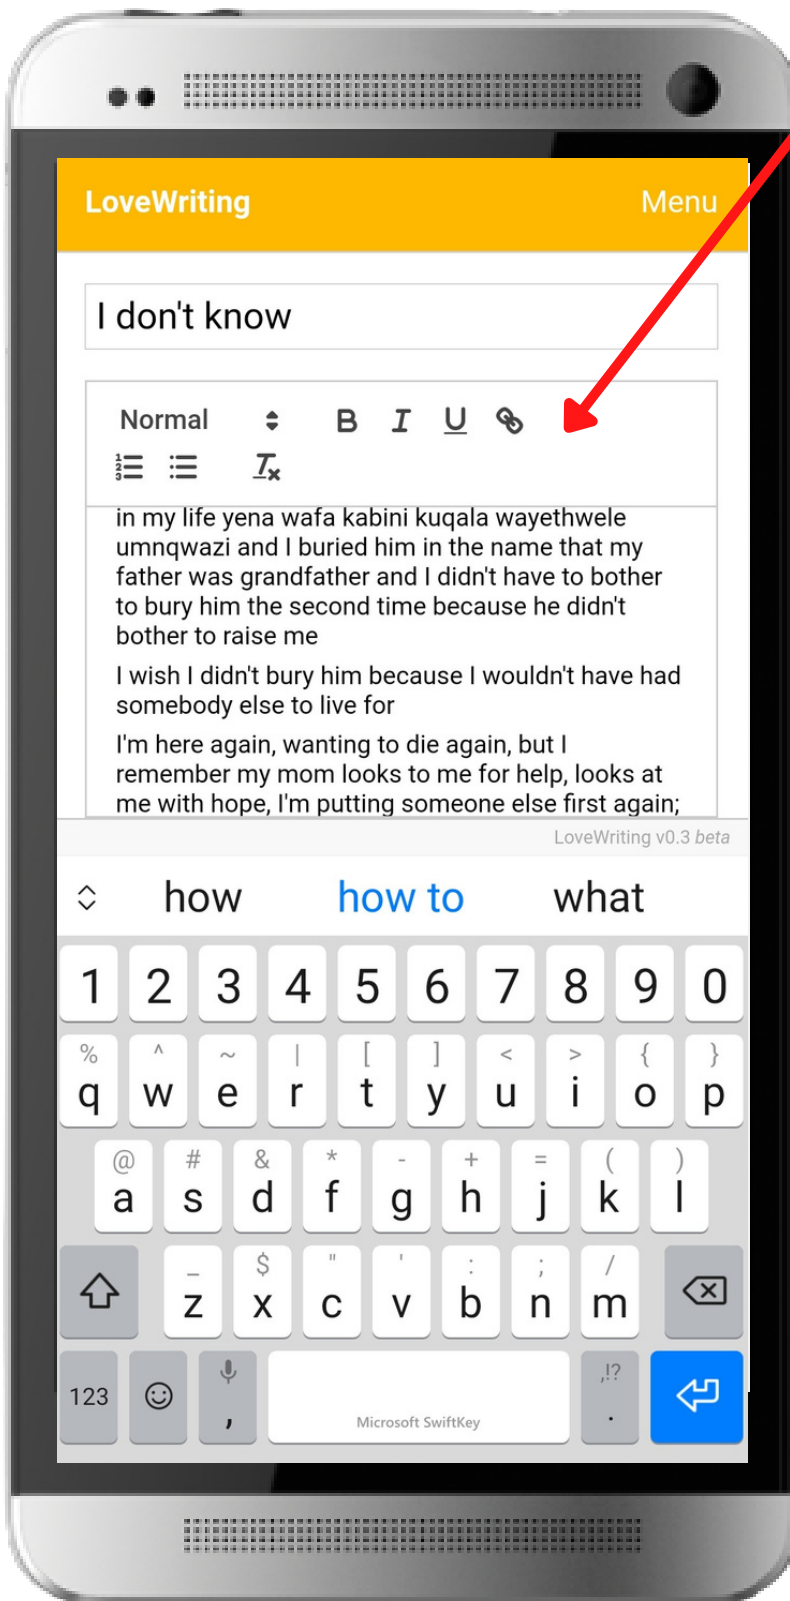 LoveWriting Menu
I don't know
Normal B I U
in my life yena wafa kabini kuqala wayethwele
umnqwazi and I buried him in the name that my
father was grandfather and I didn't have to bother
to bury him the second time because he didn't
bother to raise me
I wish I didn't bury him because I wouldn't have had
somebody else to live for
I'm here again, wanting to die again, but I
remember my mom looks to me for help, looks at
me with hope, I'm putting someone else first again;
LoveWriting v0.3 beta
how how to what
1 2 3 4 5 6 7 8 9 0
% ^ ~ | [ ] < > { }
q w e r t y u i o p
@ # & * - + = ( )
a s d f g h j k l
_ $ " ' : ; /
z x c v b n m
123 , Microsoft SwiftKey ,!? .